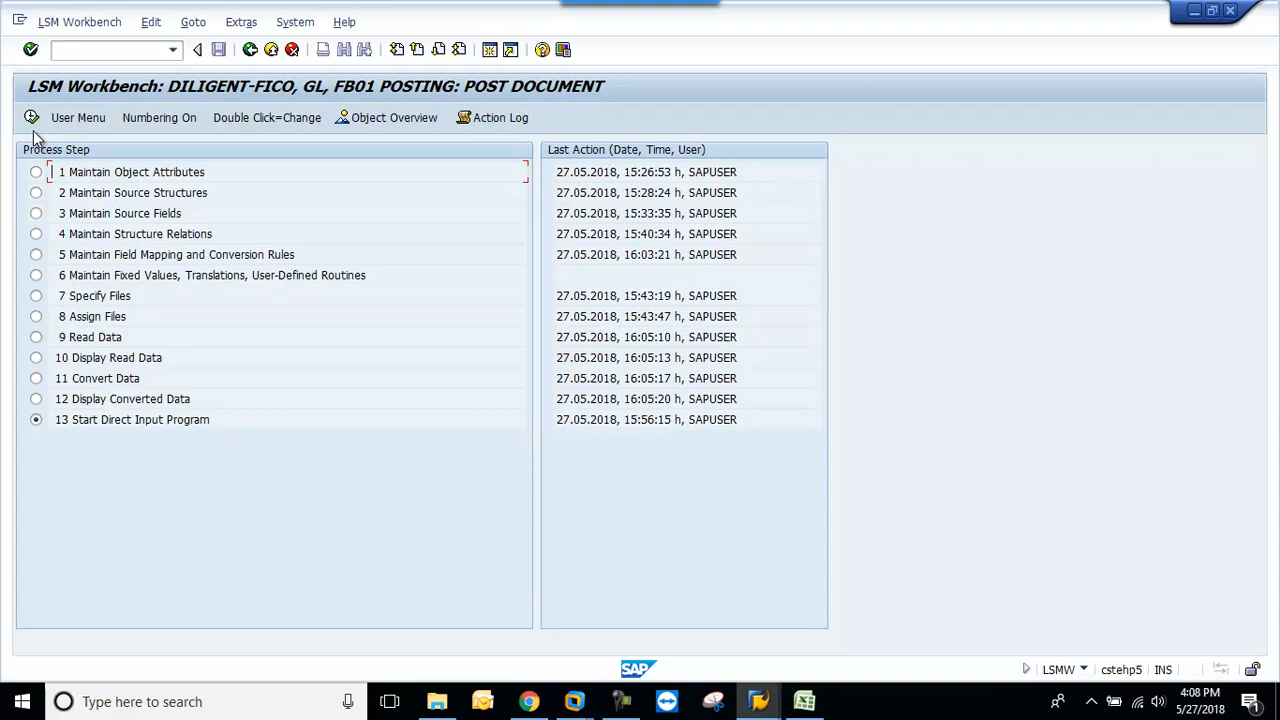 LSM Workbench Edit Goto Extras System Help
LSM Workbench: DILIGENT-FICO, GL, FB01 POSTING: POST DOCUMENT
User Menu Numbering On Double Click=Change Object Overview Action Log
Process Step Last Action (Date, Time, User)
1 Maintain Object Attributes 27.05.2018, 15:26:53 h, SAPUSER
2 Maintain Source Structures 27.05.2018, 15:28:24 h, SAPUSER
3 Maintain Source Fields 27.05.2018, 15:33:35 h, SAPUSER
4 Maintain Structure Relations 27.05.2018, 15:40:34 h, SAPUSER
5 Maintain Field Mapping and Conversion Rules 27.05.2018, 16:03:21 h, SAPUSER
6 Maintain Fixed Values, Translations, User-Defined Routines
7 Specify Files 27.05.2018, 15:43:19 h, SAPUSER
8 Assign Files 27.05.2018, 15:43:47 h, SAPUSER
9 Read Data 27.05.2018, 16:05:10 h, SAPUSER
10 Display Read Data 27.05.2018, 16:05:13 h, SAPUSER
11 Convert Data 27.05.2018, 16:05:17 h, SAPUSER
12 Display Converted Data 27.05.2018, 16:05:20 h, SAPUSER
13 Start Direct Input Program 27.05.2018, 15:56:15 h, SAPUSER
SAP LSMW cstehp5 INS
Type here to search 4:08 PM
5/27/2018
1